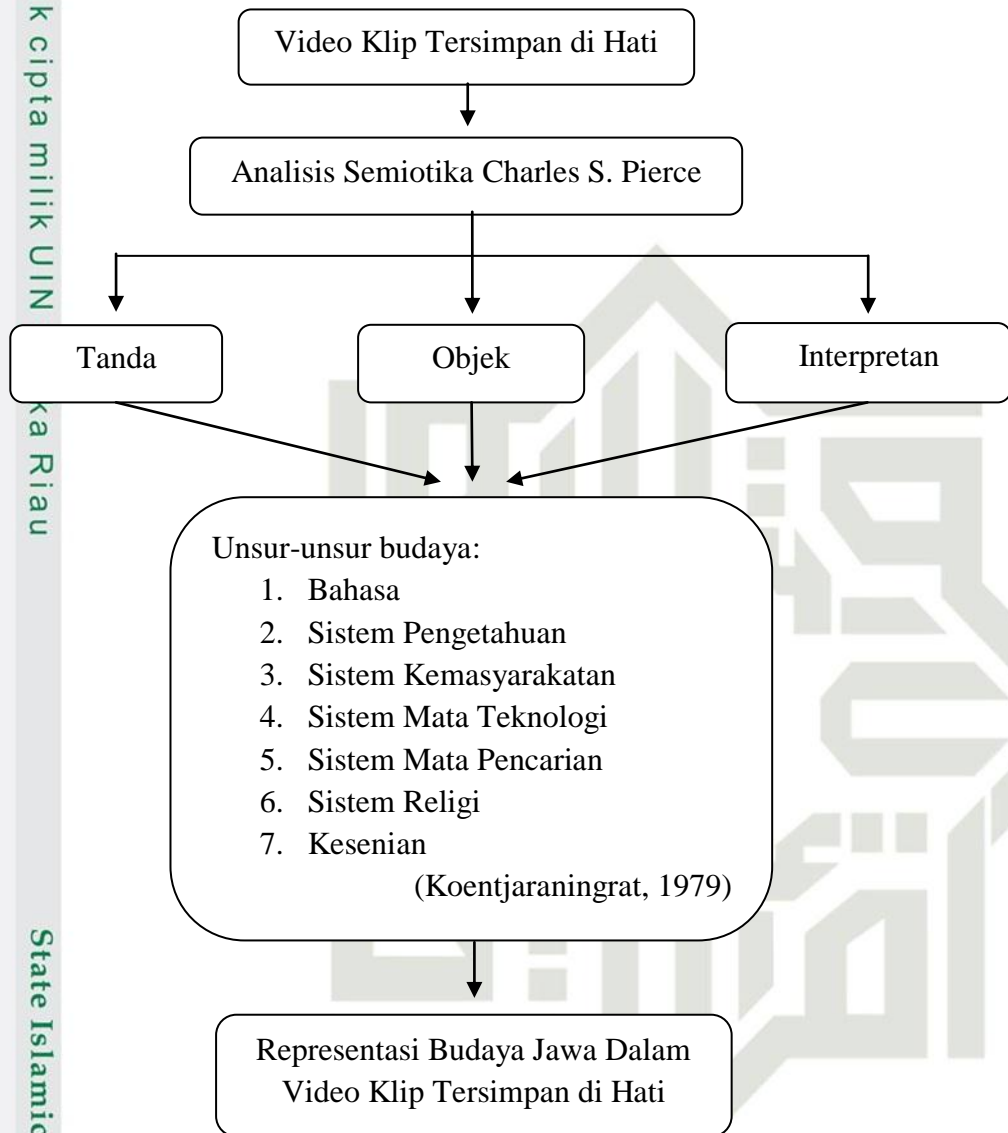 k cipta milik UIN
ka Riau
State Islamic
Video Klip Tersimpan di Hati
Analisis Semiotika Charles S. Pierce
Tanda
Objek
Interpretan
Unsur-unsur budaya:
1. Bahasa
2. Sistem Pengetahuan
3. Sistem Kemasyarakatan
4. Sistem Mata Teknologi
5. Sistem Mata Pencarian
6. Sistem Religi
7. Kesenian
(Koentjaraningrat, 1979)
Representasi Budaya Jawa Dalam
Video Klip Tersimpan di Hati